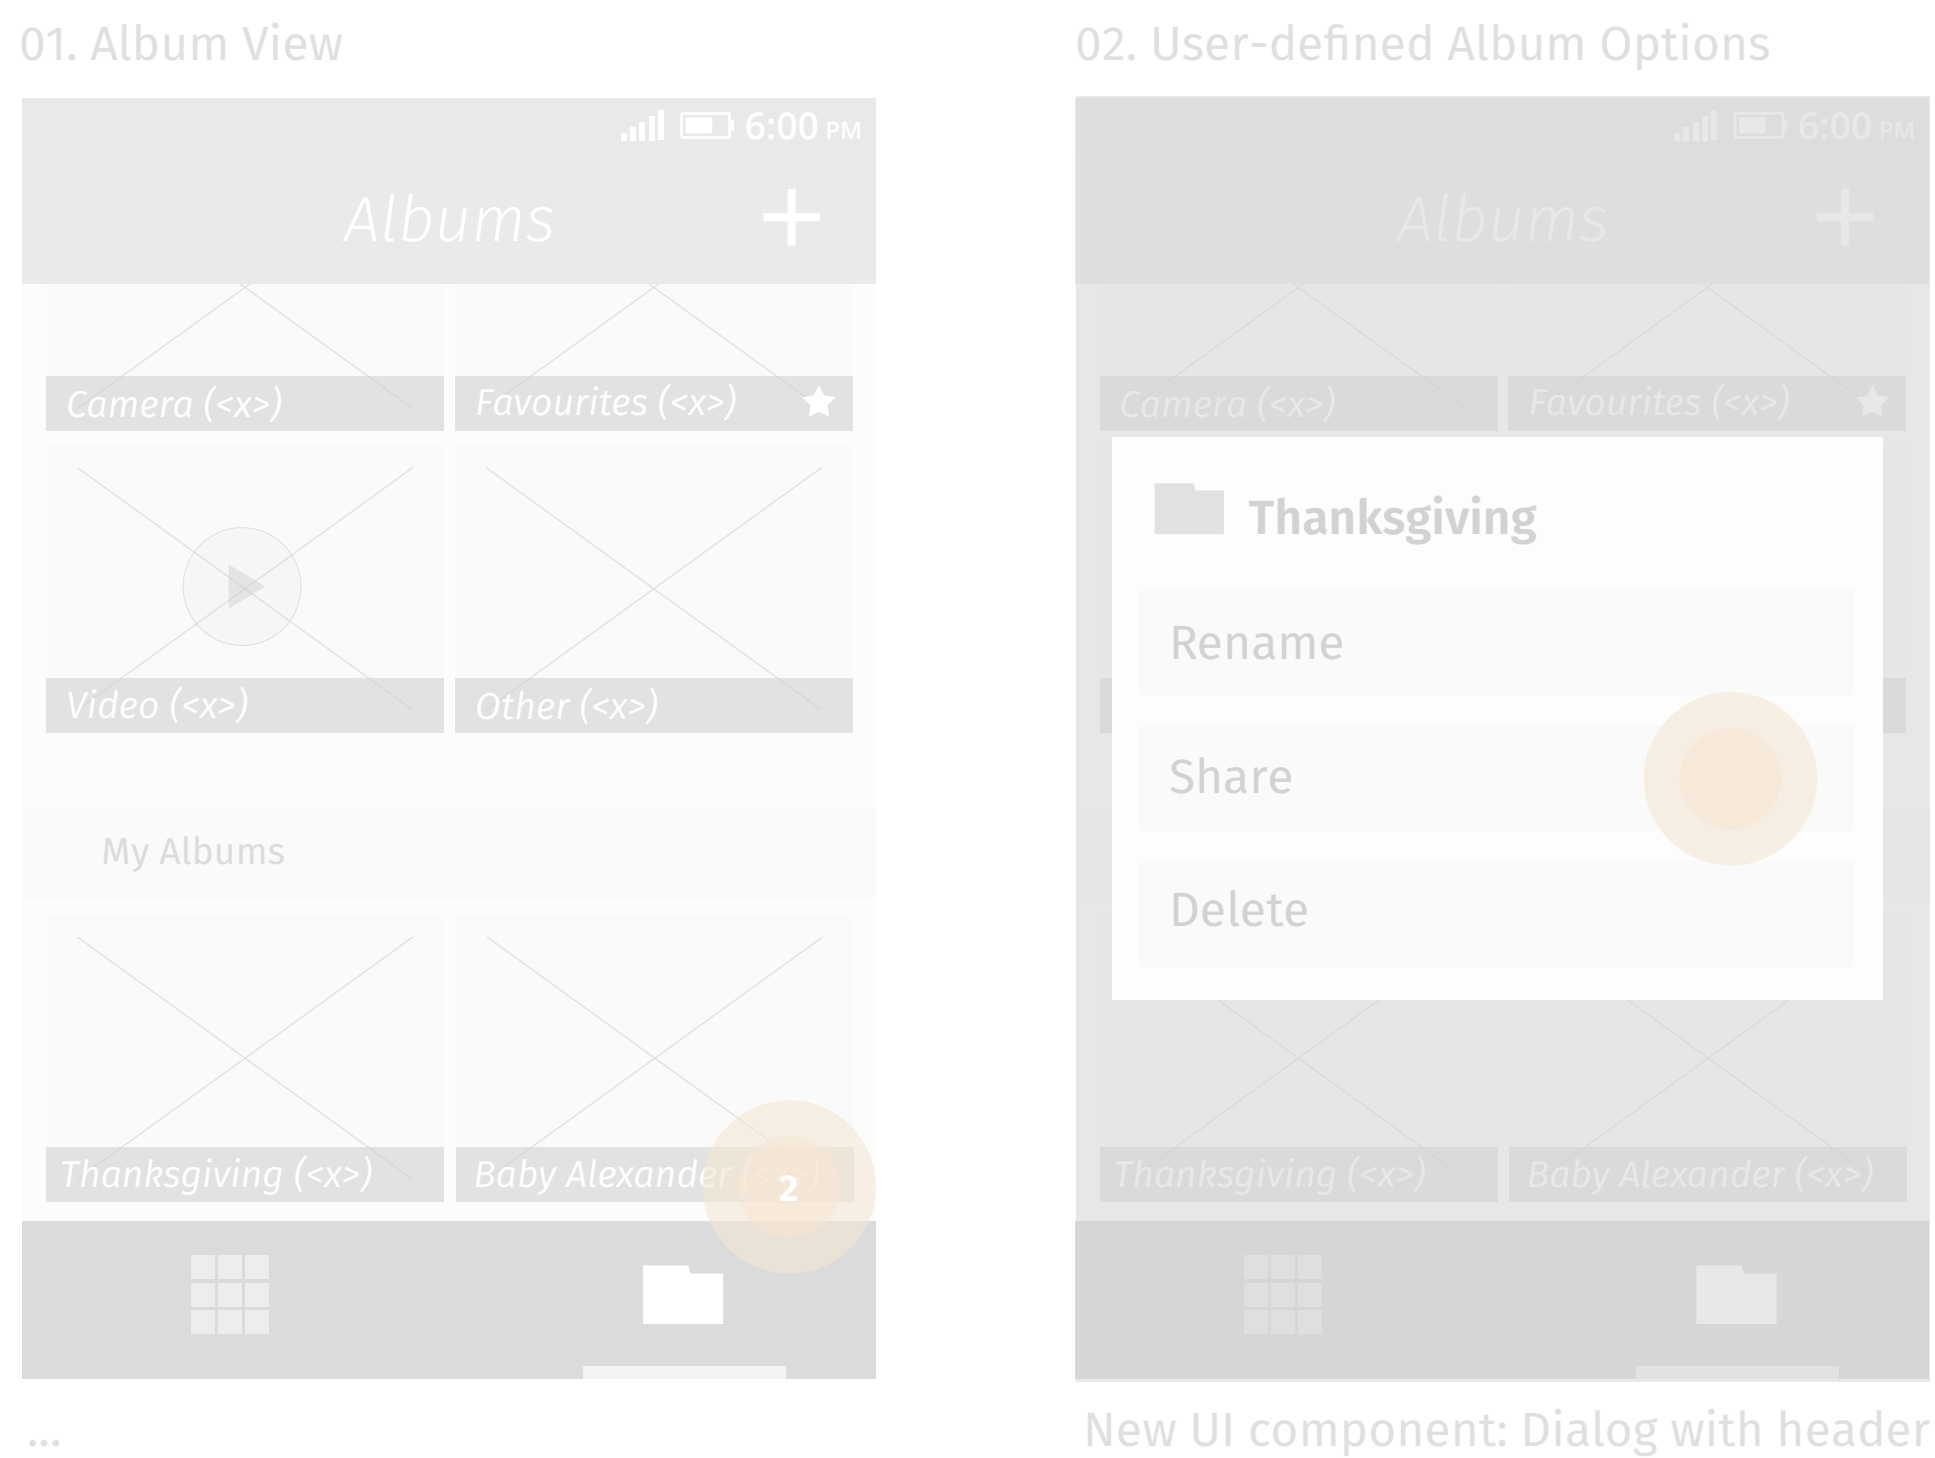 01. Album View
6:00 PM
Albums
Camera (<x>)
Favourites (<x>)
Video (<x>)
Other (<x>)
My Albums
Thanksgiving (<x>)
Baby Alexander (<x>)
2
...
02. User-defined Album Options
6:00 PM
Albums
Camera (<x>)
Favourites (<x>)
Thanksgiving
Rename
Share
Delete
Thanksgiving (<x>)
Baby Alexander (<x>)
New UI component: Dialog with header